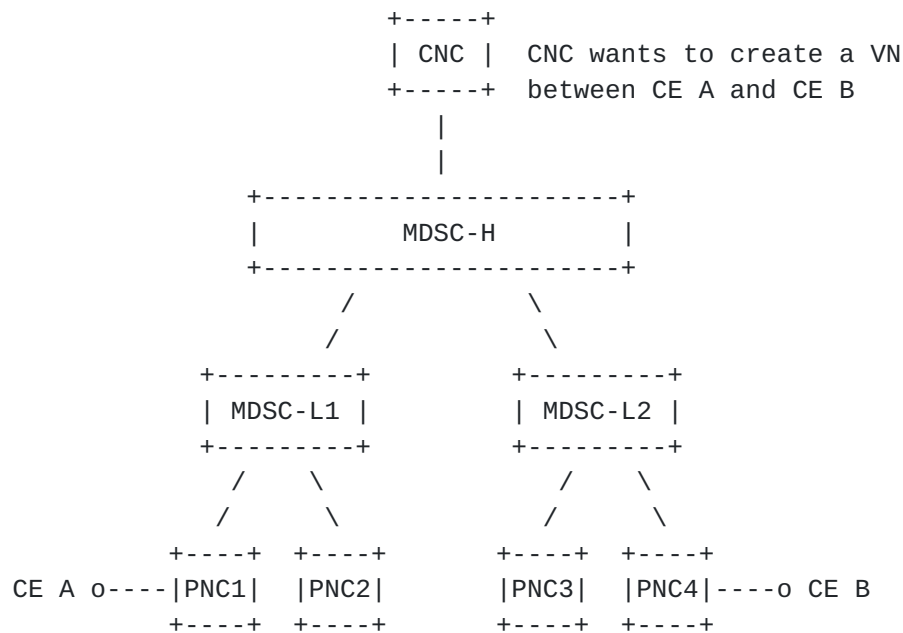 +-----+
| CNC |  CNC wants to create a VN
+-----+  between CE A and CE B
|
|
+-----------------------+
|         MDSC-H        |
+-----------------------+
/           \
/             \
+---------+         +---------+
| MDSC-L1 |         | MDSC-L2 |
+---------+         +---------+
/    \               /    \
/      \             /      \
+----+  +----+       +----+  +----+
CE A o----|PNC1|  |PNC2|       |PNC3|  |PNC4|----o CE B
+----+  +----+       +----+  +----+